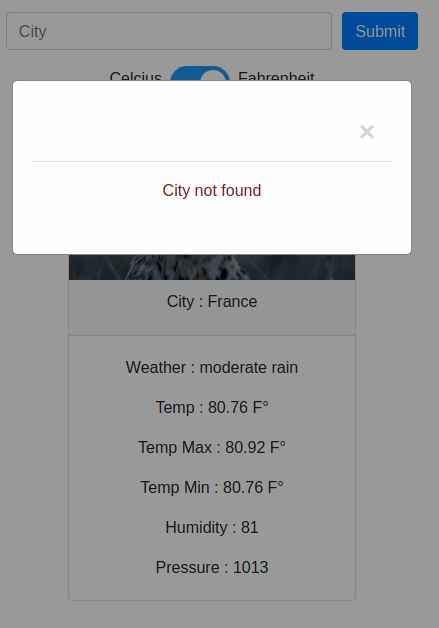 City
Submit
Celcius Fahrenheit
×
City not found
City : France
Weather : moderate rain
Temp : 80.76 F°
Temp Max : 80.92 F°
Temp Min : 80.76 F°
Humidity : 81
Pressure : 1013